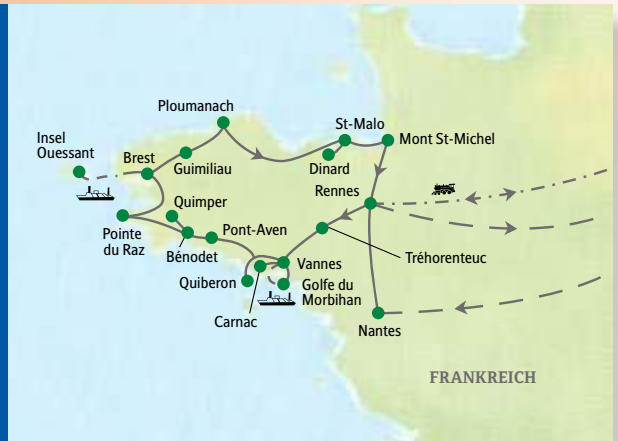 Ploumanach
St-Malo
Mont St-Michel
Insel
Ouessant
Brest
Guimiliau
Dinard
Rennes
Quimper
Pont-Aven
Pointe
du Raz
Bénodet
Tréhorenteuc
Vannes
Quiberon
Golfe du
Morbihan
Carnac
Nantes
FRANKREICH